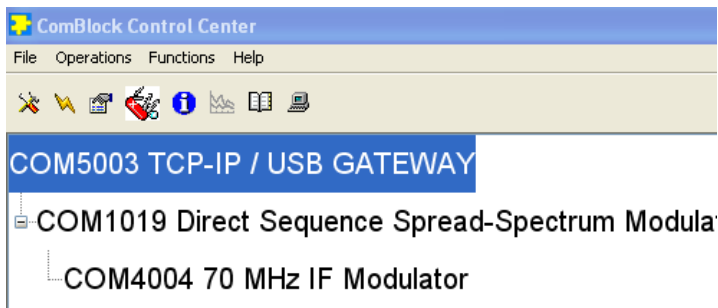 ComBlock Control Center
File Operations Functions Help
COM5003 TCP-IP / USB GATEWAY
COM1019 Direct Sequence Spread-Spectrum Modulat
COM4004 70 MHz IF Modulator